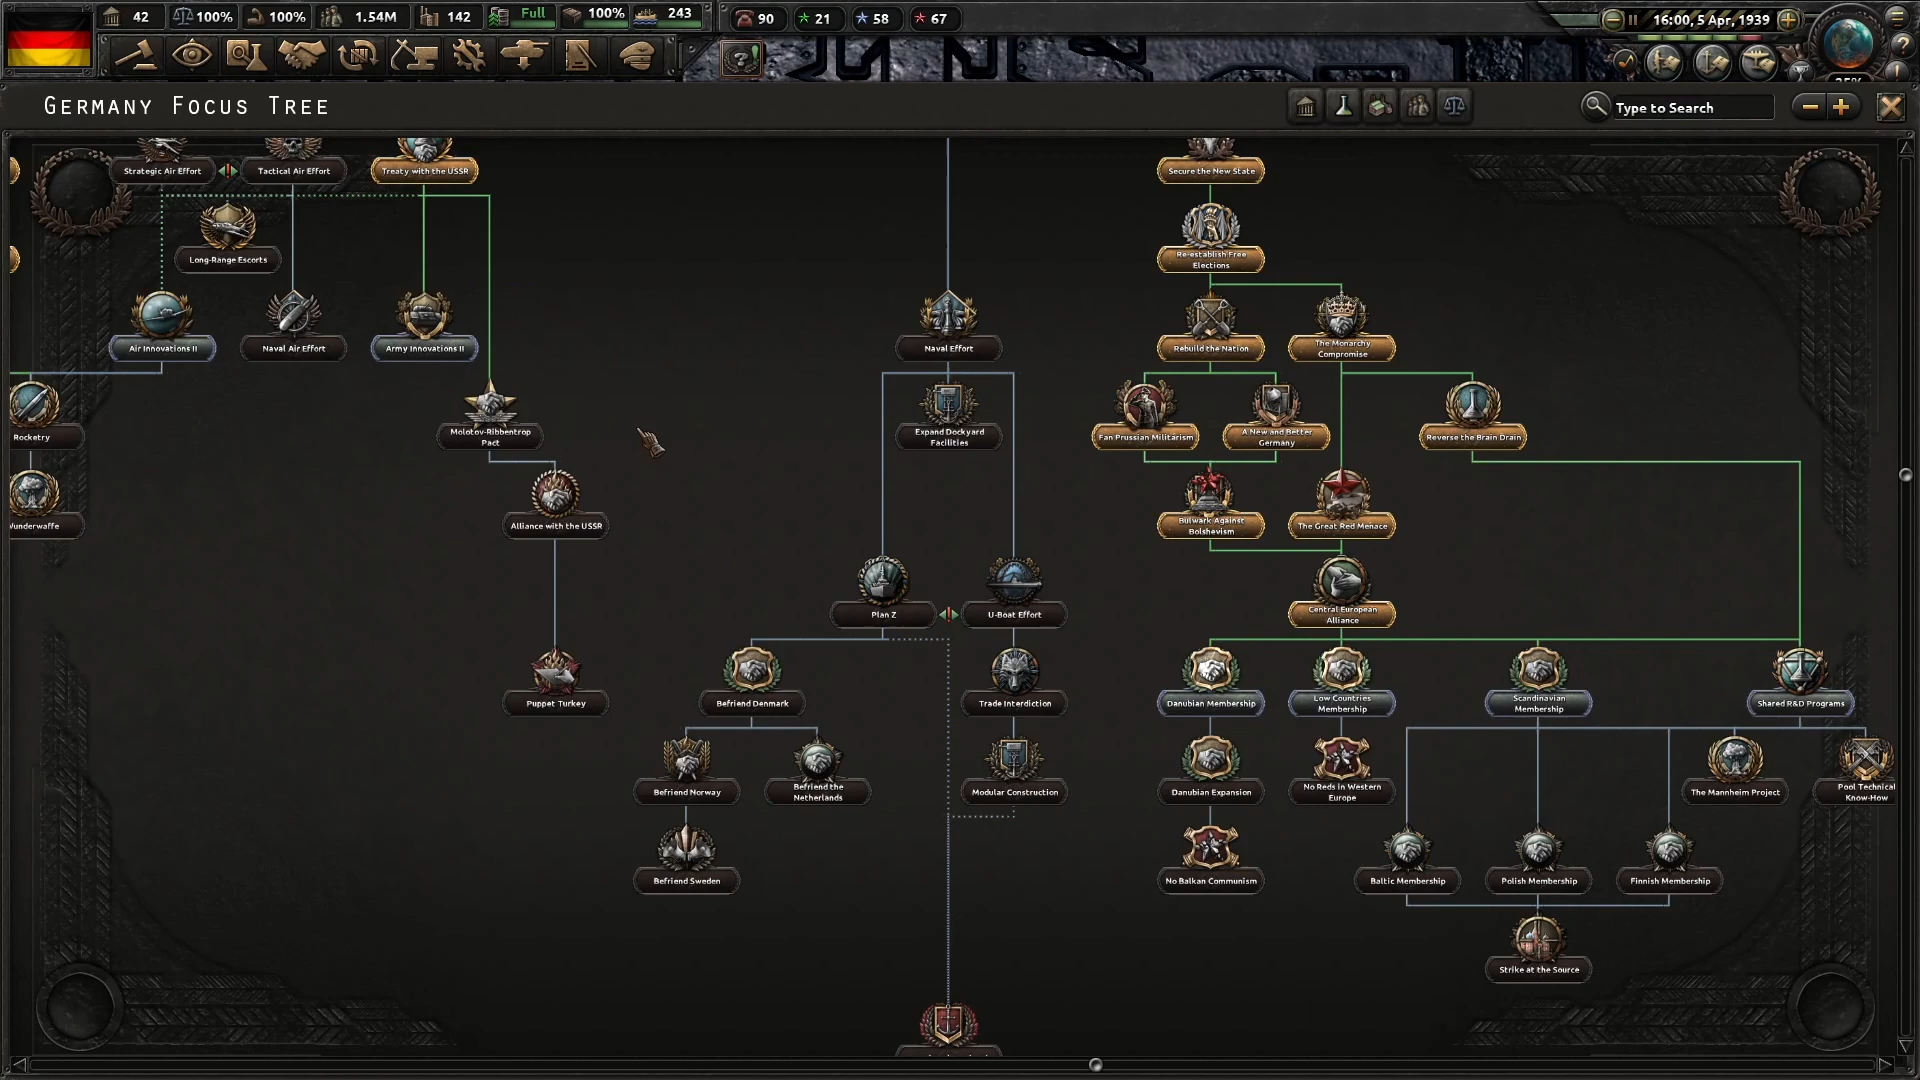 42
100%
100%
1.54M
142
Full
100%
243
90
21
58
67
16:00, 5 Apr, 1939
25%
Germany Focus Tree
Type to Search
Strategic Air Effort
Tactical Air Effort
Treaty with the USSR
Secure the New State
Long-Range Escorts
Re-establish Free
Elections
Air Innovations II
Naval Air Effort
Army Innovations II
Naval Effort
Rebuild the Nation
The Monarchy
Compromise
Rocketry
Molotov-Ribbentrop
Pact
Expand Dockyard
Facilities
Fan Prussian Militarism
A New and Better
Germany
Reverse the Brain Drain
Wunderwaffe
Alliance with the USSR
Bulwark Against
Bolshevism
The Great Red Menace
Plan Z
U-Boat Effort
Central European
Alliance
Puppet Turkey
Befriend Denmark
Trade Interdiction
Danubian Membership
Low Countries
Membership
Scandinavian
Membership
Shared R&D Programs
Befriend Norway
Befriend the
Netherlands
Modular Construction
Danubian Expansion
No Reds in Western
Europe
The Mannheim Project
Pool Technical
Know-How
Befriend Sweden
No Balkan Communism
Baltic Membership
Polish Membership
Finnish Membership
Strike at the Source